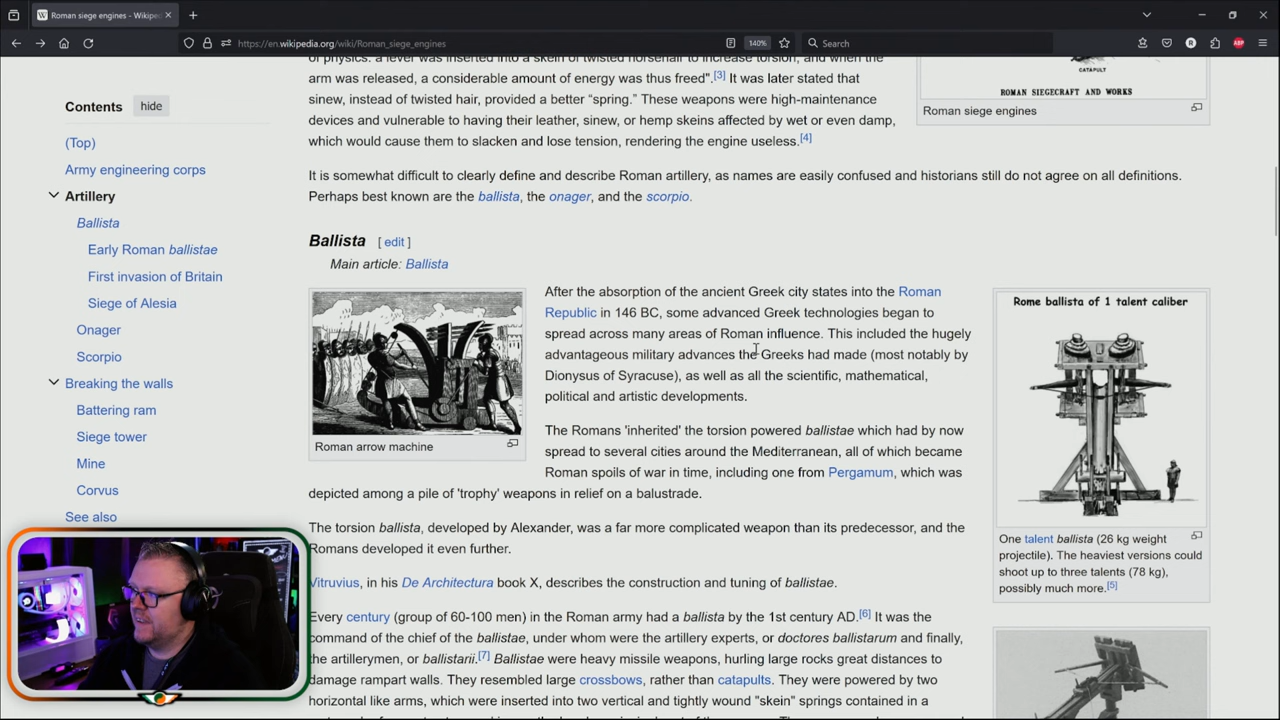 Roman siege engines - Wikipe
https://en.wikipedia.org/wiki/Roman_siege_engines
140%
Search
R
ABP
Contents
hide
(Top)
Army engineering corps
Artillery
Ballista
Early Roman ballistae
First invasion of Britain
Siege of Alesia
Onager
Scorpio
Breaking the walls
Battering ram
Siege tower
Mine
Corvus
See also
of physics: a lever was inserted into a skein of twisted horsehair to increase torsion, and when the
arm was released, a considerable amount of energy was thus freed".[3] It was later stated that
sinew, instead of twisted hair, provided a better “spring.” These weapons were high-maintenance
devices and vulnerable to having their leather, sinew, or hemp skeins affected by wet or even damp,
which would cause them to slacken and lose tension, rendering the engine useless.[4]
CATAPULT
ROMAN SIEGECRAFT AND WORKS
Roman siege engines
It is somewhat difficult to clearly define and describe Roman artillery, as names are easily confused and historians still do not agree on all definitions.
Perhaps best known are the ballista, the onager, and the scorpio.
Ballista [ edit ]
Main article: Ballista
Roman arrow machine
After the absorption of the ancient Greek city states into the Roman
Republic in 146 BC, some advanced Greek technologies began to
spread across many areas of Roman influence. This included the hugely
advantageous military advances the Greeks had made (most notably by
Dionysus of Syracuse), as well as all the scientific, mathematical,
political and artistic developments.
The Romans 'inherited' the torsion powered ballistae which had by now
spread to several cities around the Mediterranean, all of which became
Roman spoils of war in time, including one from Pergamum, which was
depicted among a pile of 'trophy' weapons in relief on a balustrade.
The torsion ballista, developed by Alexander, was a far more complicated weapon than its predecessor, and the
Romans developed it even further.
Vitruvius, in his De Architectura book X, describes the construction and tuning of ballistae.
Every century (group of 60-100 men) in the Roman army had a ballista by the 1st century AD.[6] It was the
command of the chief of the ballistae, under whom were the artillery experts, or doctores ballistarum and finally,
the artillerymen, or ballistarii.[7] Ballistae were heavy missile weapons, hurling large rocks great distances to
damage rampart walls. They resembled large crossbows, rather than catapults. They were powered by two
horizontal like arms, which were inserted into two vertical and tightly wound "skein" springs contained in a
Rome ballista of 1 talent caliber
One talent ballista (26 kg weight
projectile). The heaviest versions could
shoot up to three talents (78 kg),
possibly much more.[5]